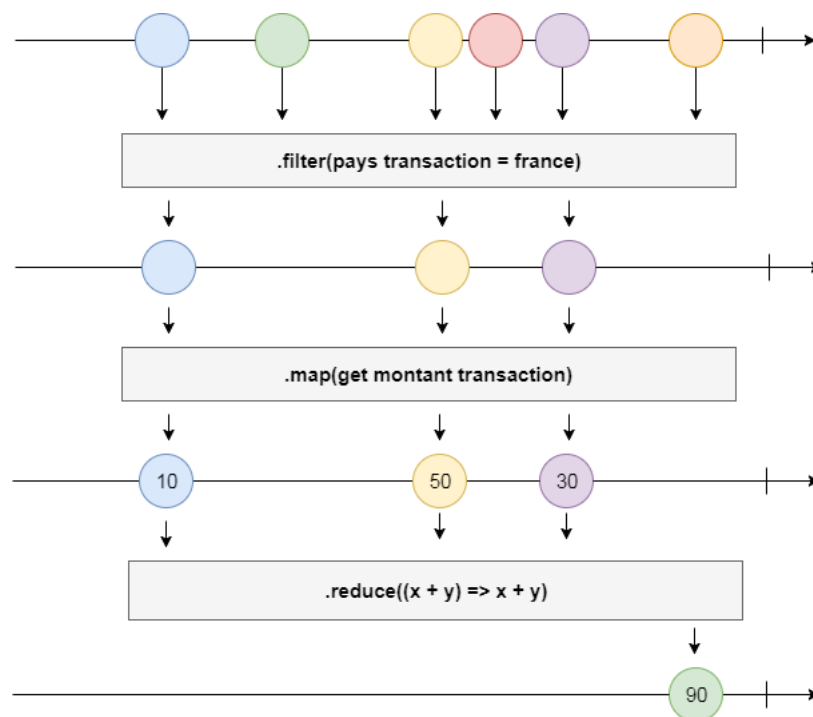 .filter(pays transaction = france)
.map(get montant transaction)
10 50 30
.reduce((x + y) => x + y)
90